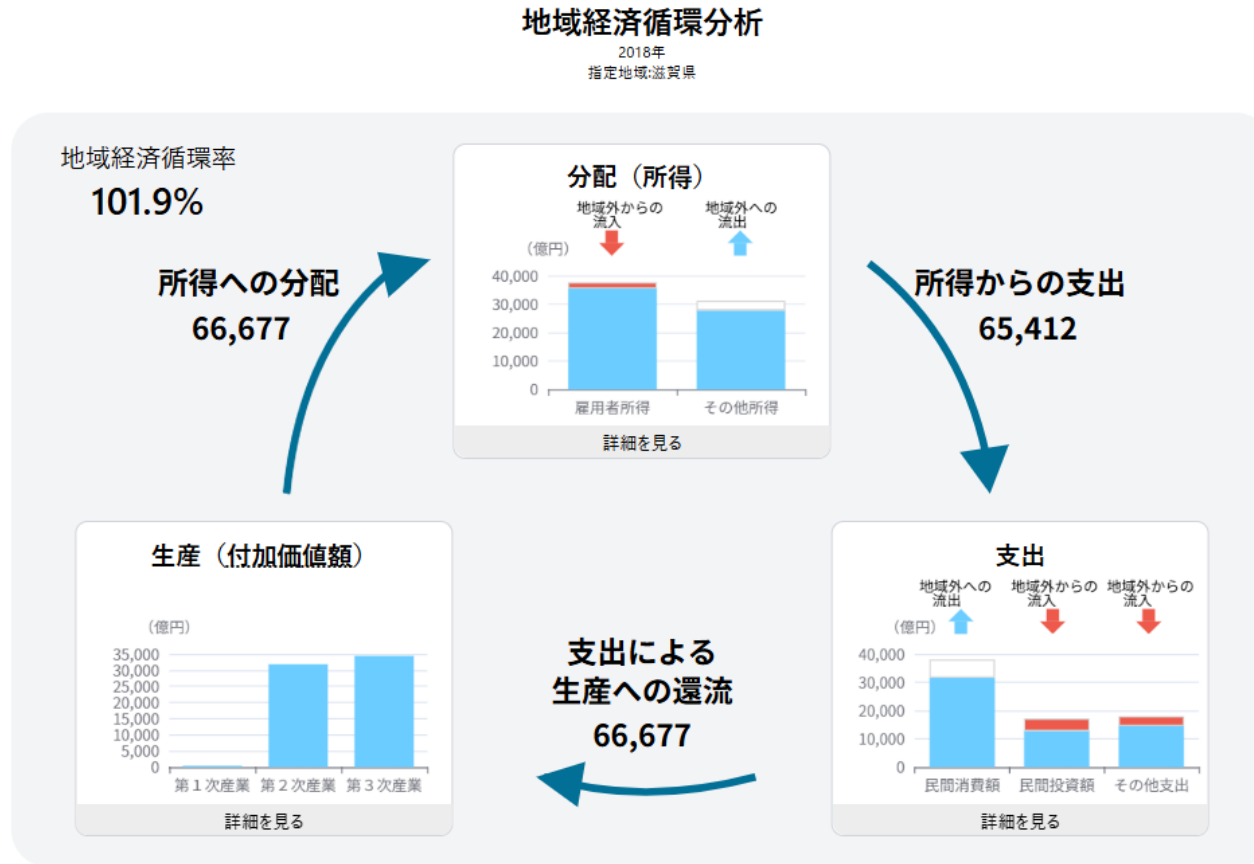 地域経済循環分析
2018年
指定地域:滋賀県
地域経済循環率
101.9%
所得への分配
66,677
分配（所得）
地域外からの
流入
地域外への
流出
（億円）
40,000
30,000
20,000
10,000
0
雇用者所得
その他所得
詳細を見る
所得からの支出
65,412
生産（付加価値額）
（億円）
35,000
30,000
25,000
20,000
15,000
10,000
5,000
0
第１次産業
第２次産業
第３次産業
詳細を見る
支出による
生産への還流
66,677
支出
地域外への
流出
地域外からの
流入
地域外からの
流入
（億円）
40,000
30,000
20,000
10,000
0
民間消費額
民間投資額
その他支出
詳細を見る